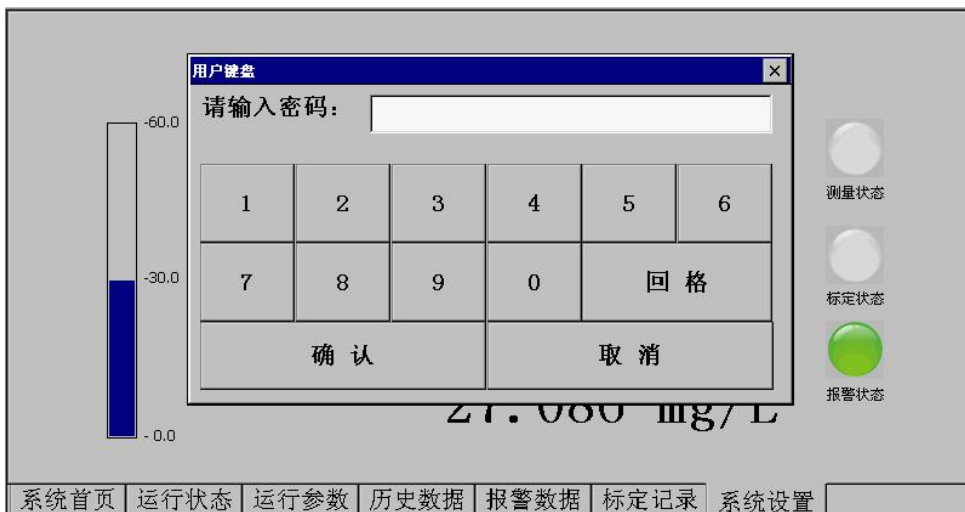 用户键盘
请输入密码：
-60.0
1 2 3 4 5 6
测量状态
-30.0
7 8 9 0 回格
标定状态
确认 取消
报警状态
27.080 mg/L
- 0.0
系统首页 运行状态 运行参数 历史数据 报警数据 标定记录 系统设置